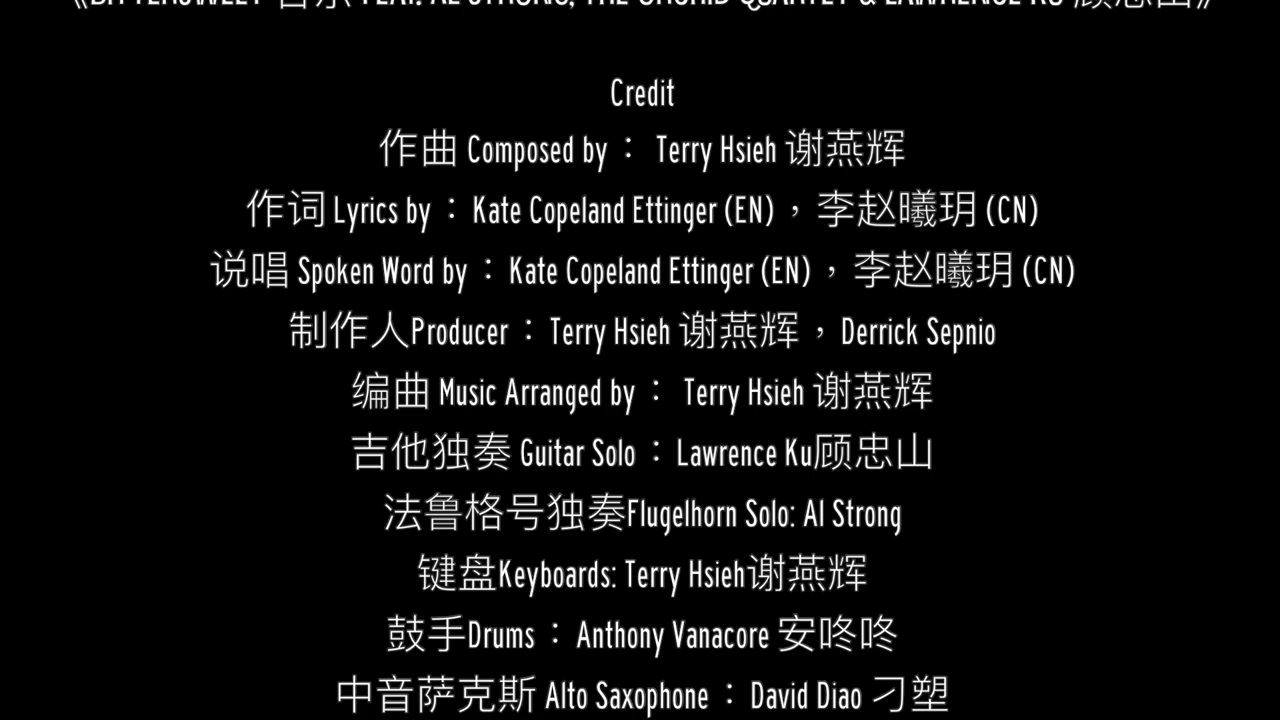 Credit
作曲 Composed by： Terry Hsieh 谢燕辉
作词 Lyrics by：Kate Copeland Ettinger (EN)，李赵曦玥 (CN)
说唱 Spoken Word by：Kate Copeland Ettinger (EN)，李赵曦玥 (CN)
制作人Producer：Terry Hsieh 谢燕辉，Derrick Sepnio
编曲 Music Arranged by： Terry Hsieh 谢燕辉
吉他独奏 Guitar Solo：Lawrence Ku顾忠山
法鲁格号独奏Flugelhorn Solo: Al Strong
键盘Keyboards: Terry Hsieh谢燕辉
鼓手Drums：Anthony Vanacore 安咚咚
中音萨克斯 Alto Saxophone：David Diao 刁塑